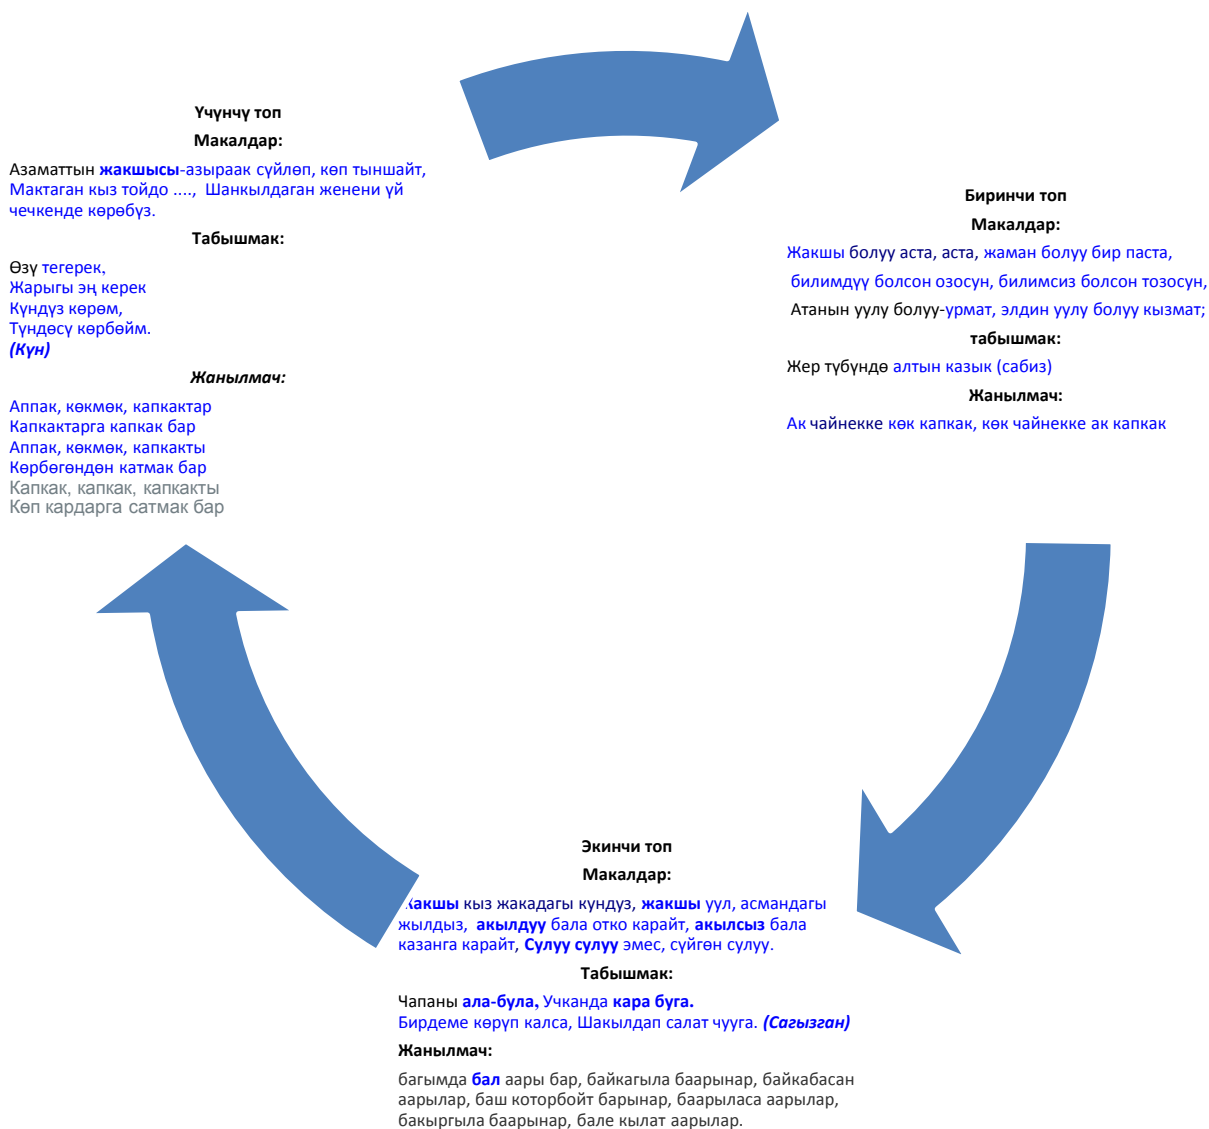 Үчүнчү топ
Макалдар:
Азаматтын жакшысы-азыраак сүйлөп, көп тыншайт,
Мактаган кыз тойдо ...., Шанкылдаган женени үй
чечкенде көрөбүз.
Табышмак:
Өзү тегерек,
Жарыгы эң керек
Күндүз көрөм,
Түндөсү көрбөйм.
(Күн)
Жанылмач:
Аппак, көкмөк, капкактар
Капкактарга капкак бар
Аппак, көкмөк, капкакты
Көрбөгөндөн катмак бар
Капкак, капкак, капкакты
Көп кардарга сатмак бар
Биринчи топ
Макалдар:
Жакшы болуу аста, аста, жаман болуу бир паста,
билимдүү болсон озосун, билимсиз болсон тозосун,
Атанын уулу болуу-урмат, элдин уулу болуу кызмат;
табышмак:
Жер түбүндө алтын казык (сабиз)
Жанылмач:
Ак чайнекке көк капкак, көк чайнекке ак капкак
Экинчи топ
Макалдар:
Жакшы кыз жакадагы кундуз, жакшы уул, асмандагы
жылдыз, акылдуу бала отко карайт, акылсыз бала
казанга карайт, Сулуу сулуу эмес, сүйгөн сулуу.
Табышмак:
Чапаны ала-була, Учканда кара буга.
Бирдеме көрүп калса, Шакылдап салат чууга. (Сагызган)
Жанылмач:
багымда бал аары бар, байкагыла баарынар, байкабасан
аарылар, баш которбойт барынар, баарыласа аарылар,
бакыргыла баарынар, бале кылат аарылар.